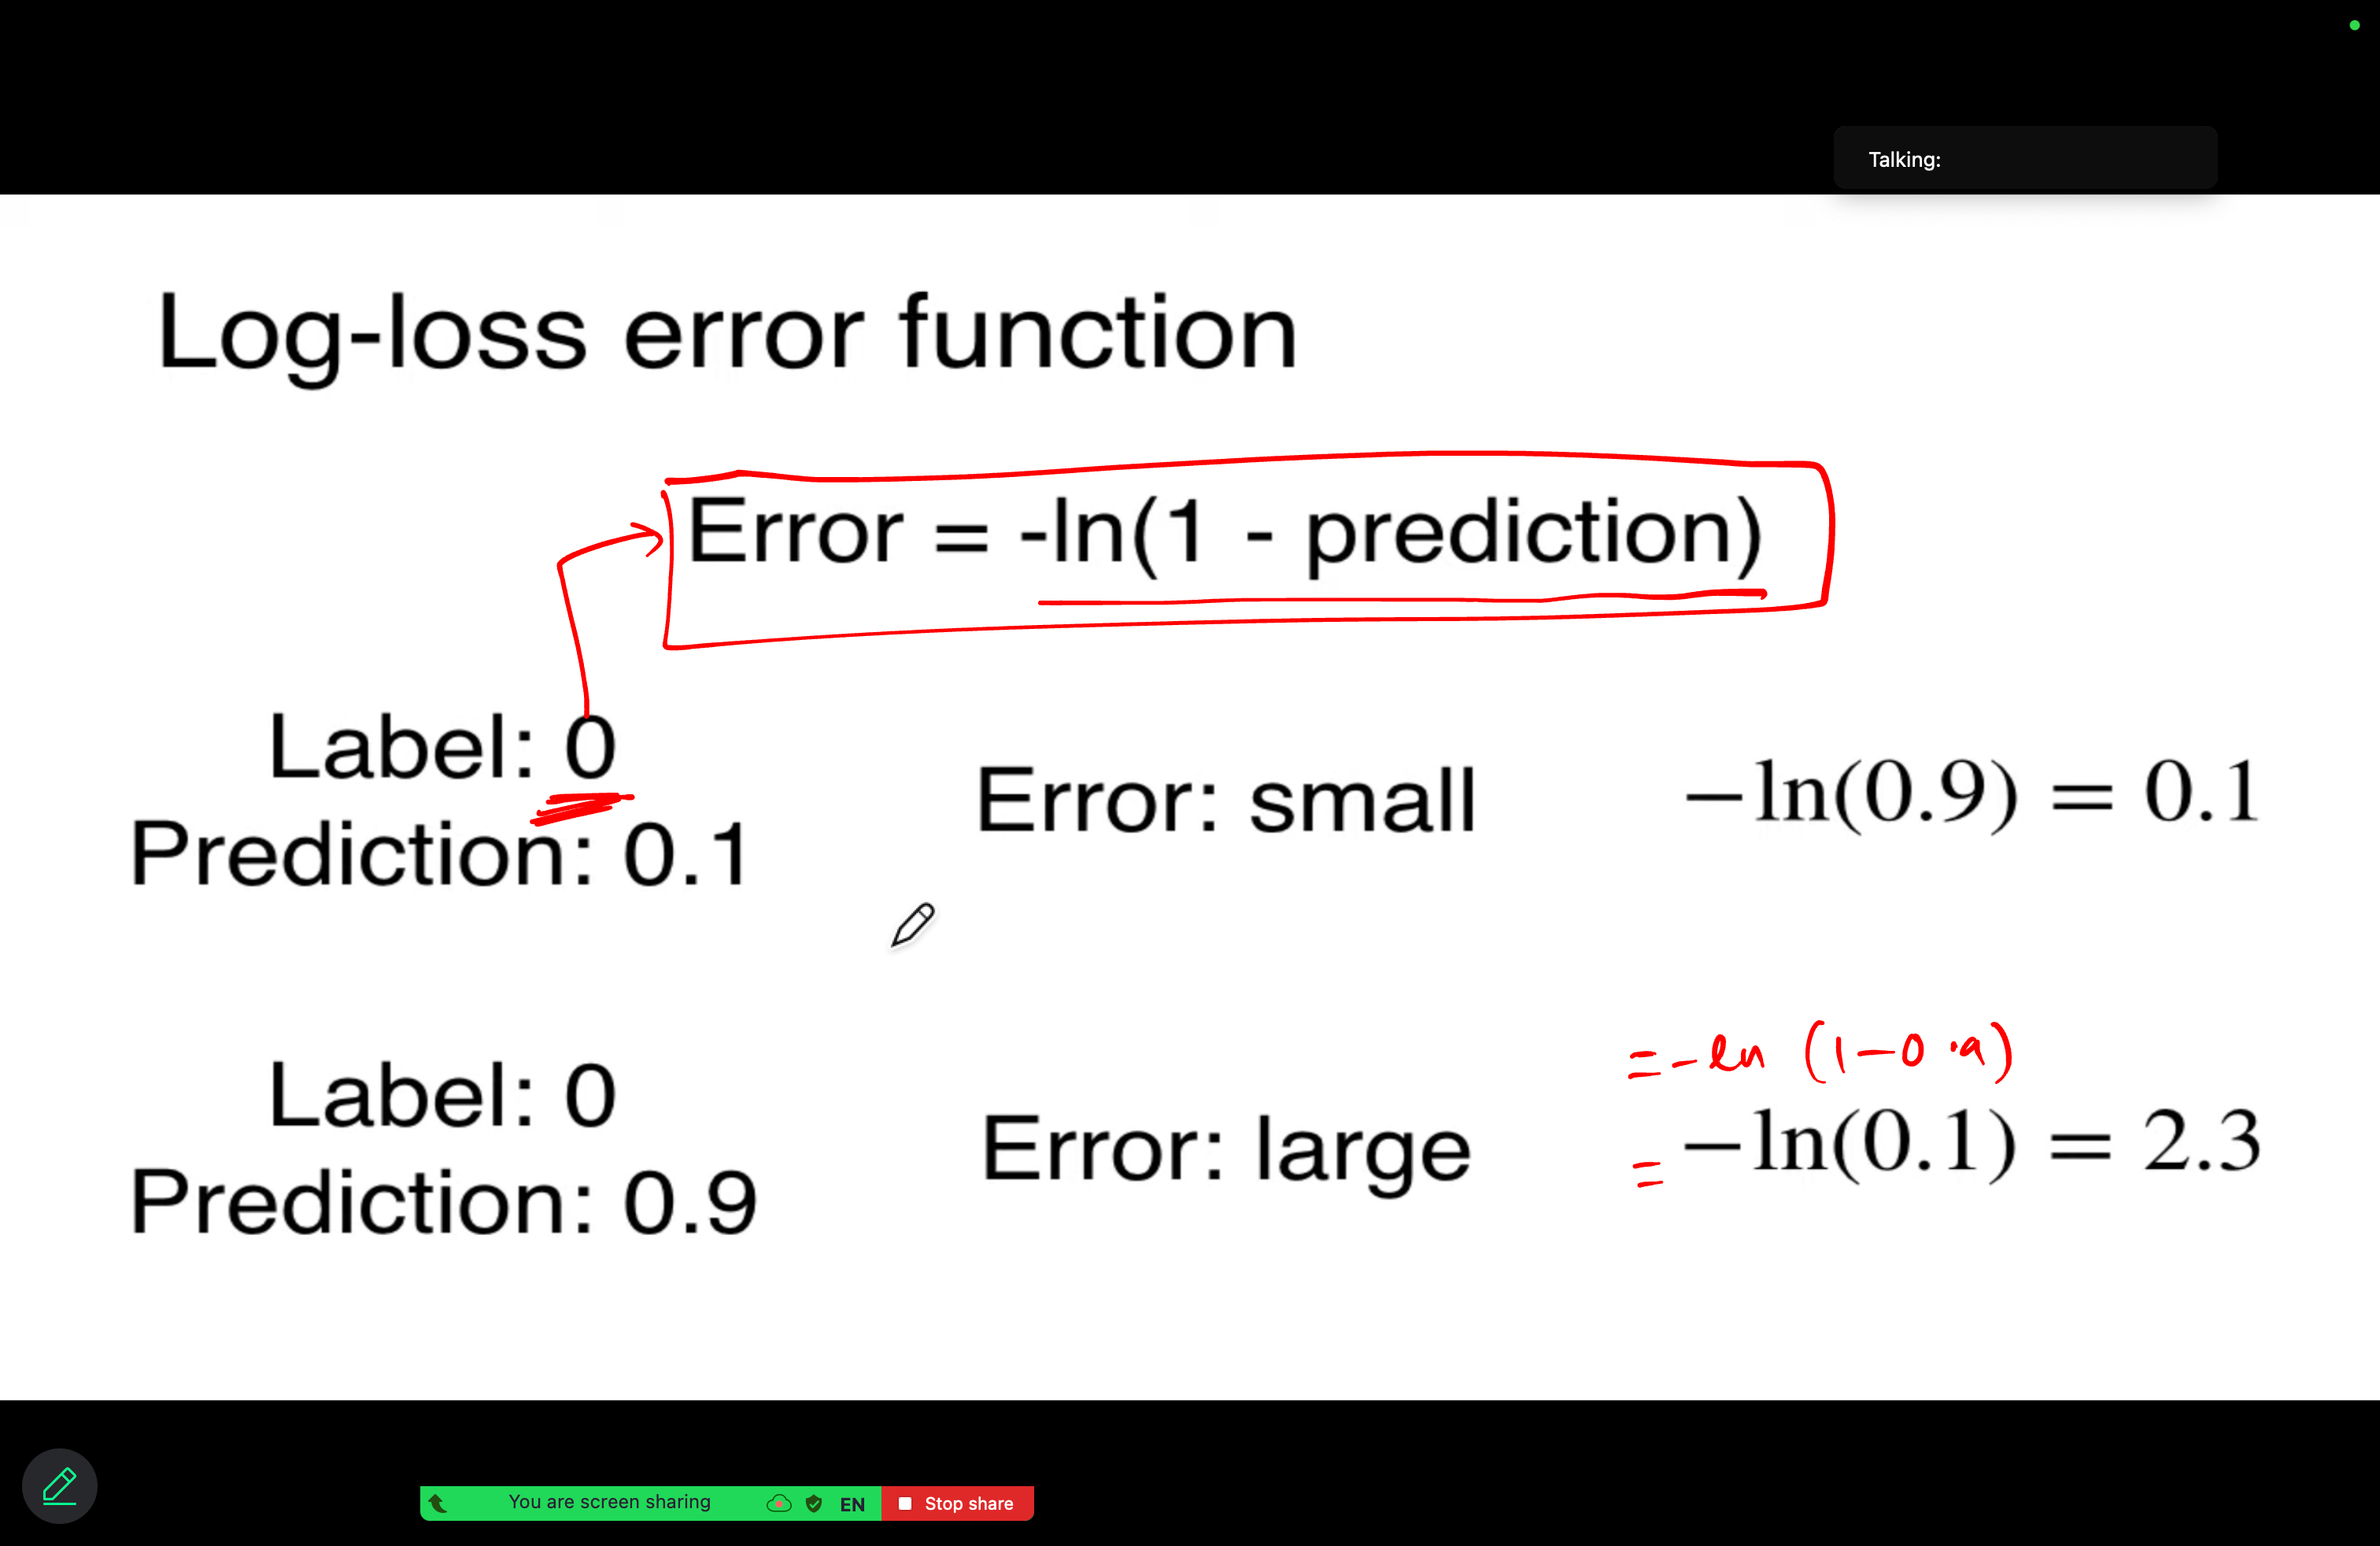 Talking:
Log-loss error function
Error = -ln(1 - prediction)
Label: 0
Prediction: 0.1
Error: small
−ln(0.9) = 0.1
= -ln (1-0.9)
Label: 0
Prediction: 0.9
Error: large
= −ln(0.1) = 2.3
You are screen sharing
EN
Stop share